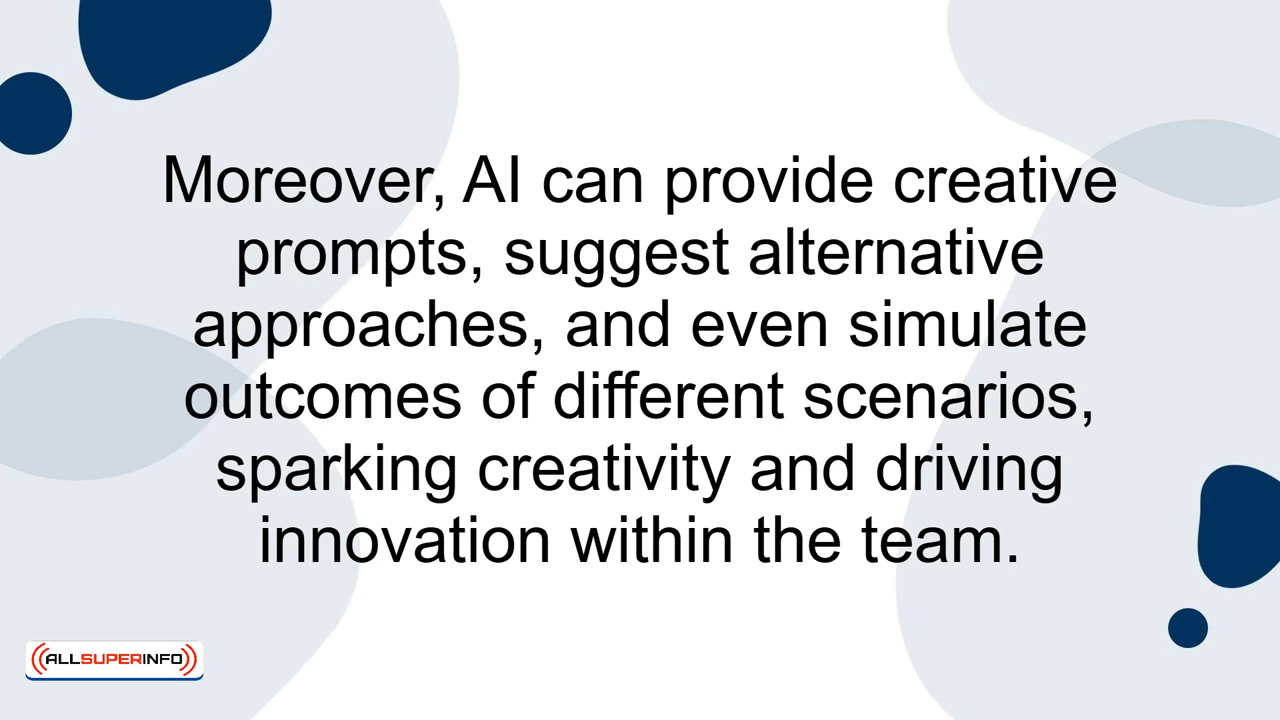 Moreover, AI can provide creative
prompts, suggest alternative
approaches, and even simulate
outcomes of different scenarios,
sparking creativity and driving
innovation within the team.
ALLSUPERINFO